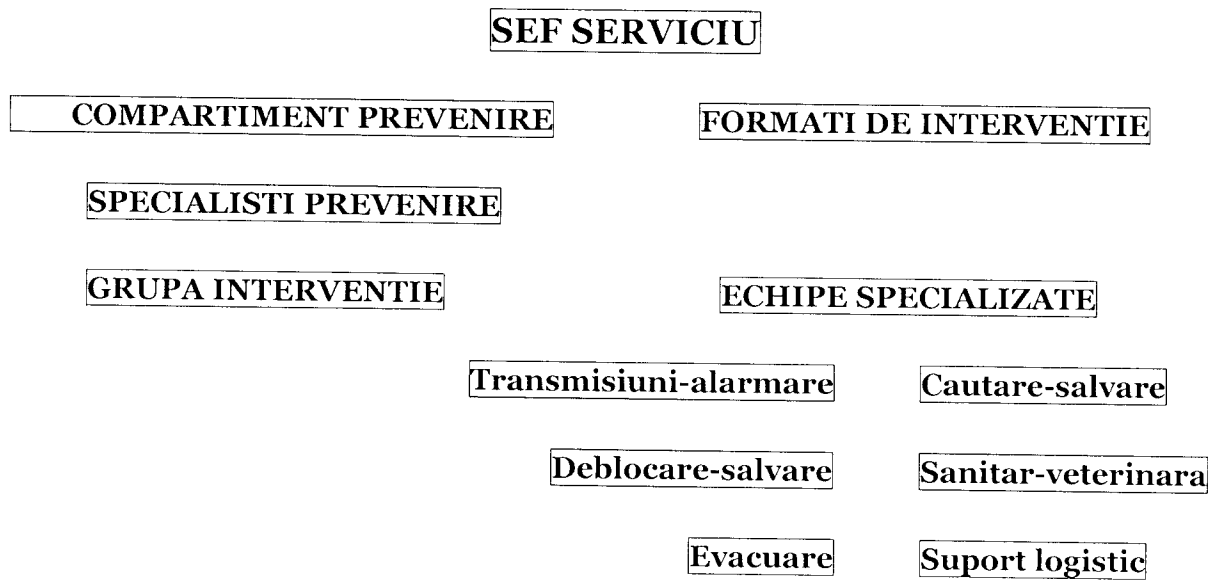 SEF SERVICIU
COMPARTIMENT PREVENIRE FORMATI DE INTERVENTIE
SPECIALISTI PREVENIRE
GRUPA INTERVENTIE ECHIPE SPECIALIZATE
Transmisiuni-alarmare Cautare-salvare
Deblocare-salvare Sanitar-veterinara
Evacuare Suport logistic